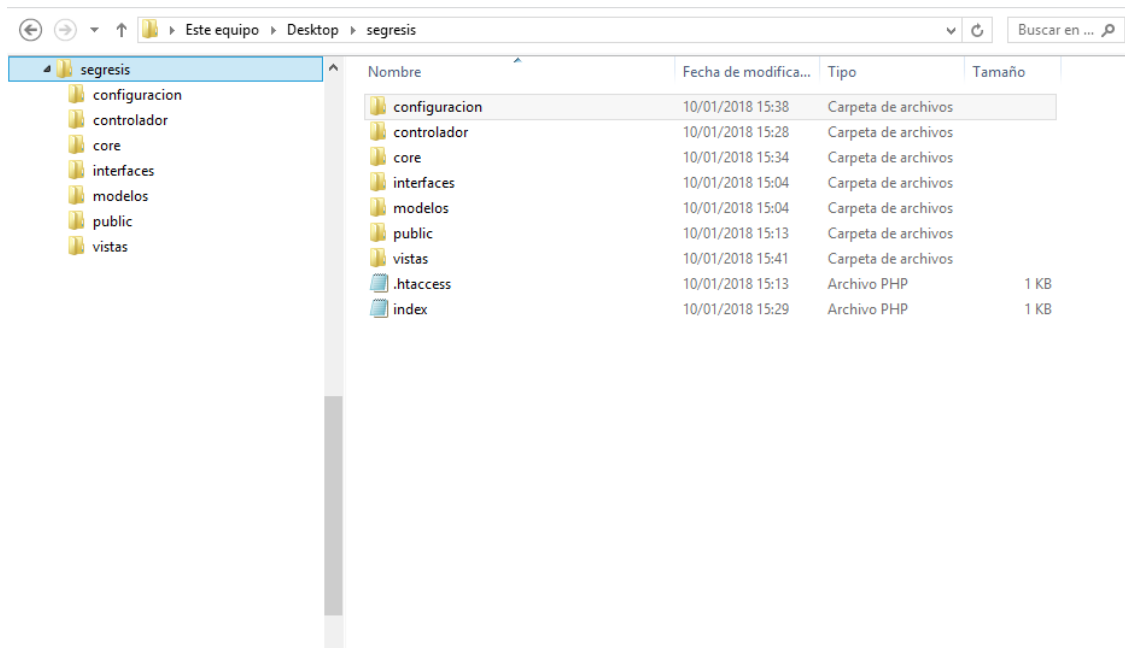 Este equipo Desktop segresis Buscar en ...
segresis
configuracion
controlador
core
interfaces
modelos
public
vistas
Nombre Fecha de modifica... Tipo Tamaño
configuracion 10/01/2018 15:38 Carpeta de archivos
controlador 10/01/2018 15:28 Carpeta de archivos
core 10/01/2018 15:34 Carpeta de archivos
interfaces 10/01/2018 15:04 Carpeta de archivos
modelos 10/01/2018 15:04 Carpeta de archivos
public 10/01/2018 15:13 Carpeta de archivos
vistas 10/01/2018 15:41 Carpeta de archivos
.htaccess 10/01/2018 15:13 Archivo PHP 1 KB
index 10/01/2018 15:29 Archivo PHP 1 KB